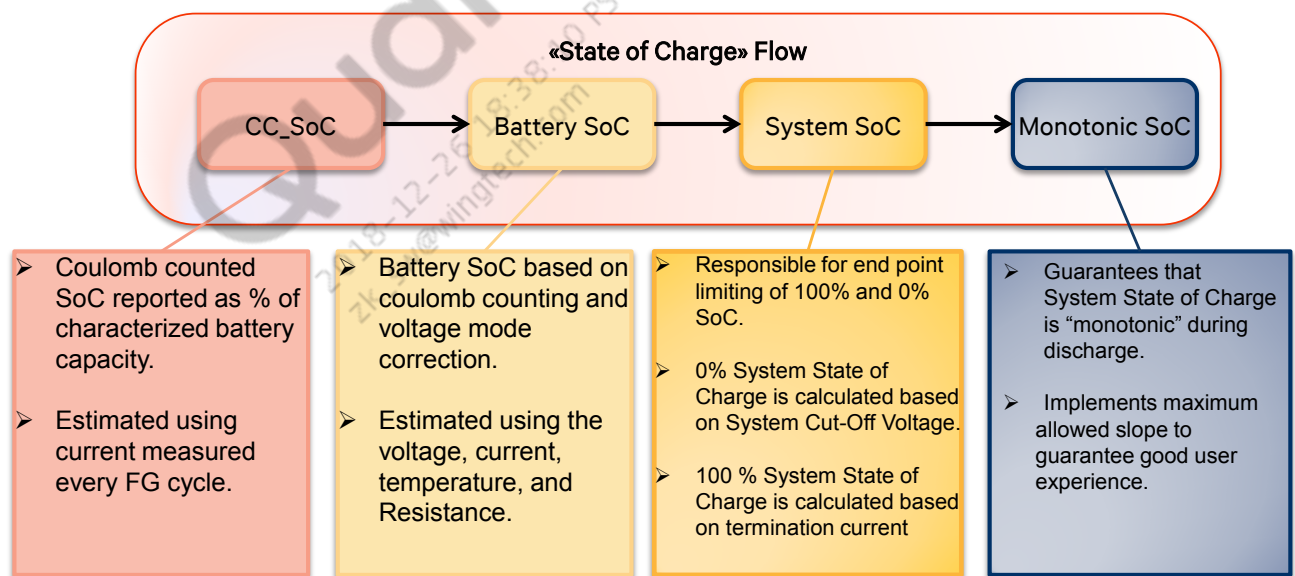 «State of Charge» Flow
CC_SoC
Battery SoC
System SoC
Monotonic SoC
➢ Coulomb counted
SoC reported as % of
characterized battery
capacity.
➢ Estimated using
current measured
every FG cycle.
➢ Battery SoC based on
coulomb counting and
voltage mode
correction.
➢ Estimated using the
voltage, current,
temperature, and
Resistance.
➢ Responsible for end point
limiting of 100% and 0%
SoC.
➢ 0% System State of
Charge is calculated based
on System Cut-Off Voltage.
➢ 100 % System State of
Charge is calculated based
on termination current
➢ Guarantees that
System State of Charge
is “monotonic” during
discharge.
➢ Implements maximum
allowed slope to
guarantee good user
experience.
Qua
18:38:10 PS